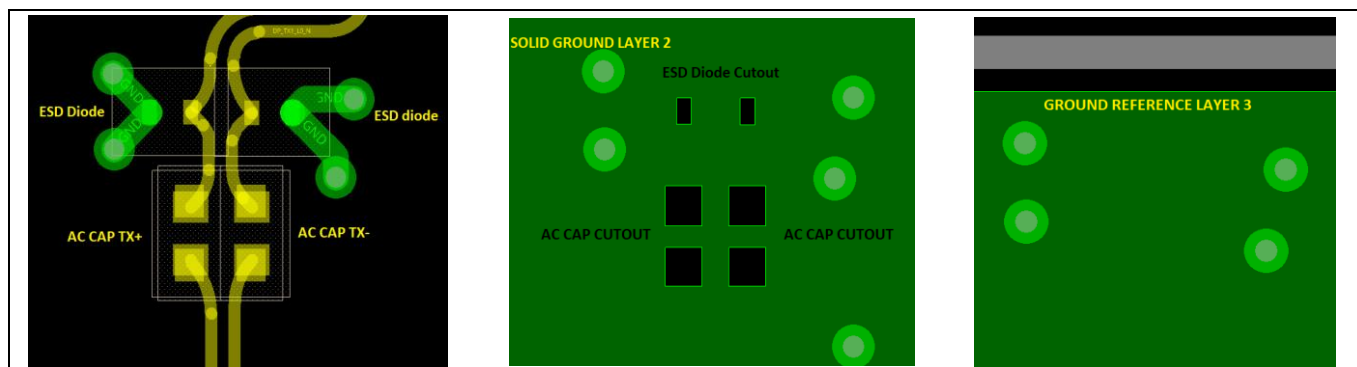 DP_TX1_L0_N
GND
GND
ESD Diode
ESD diode
GND
GND
AC CAP TX+
AC CAP TX-
SOLID GROUND LAYER 2
ESD Diode Cutout
AC CAP CUTOUT
AC CAP CUTOUT
GROUND REFERENCE LAYER 3